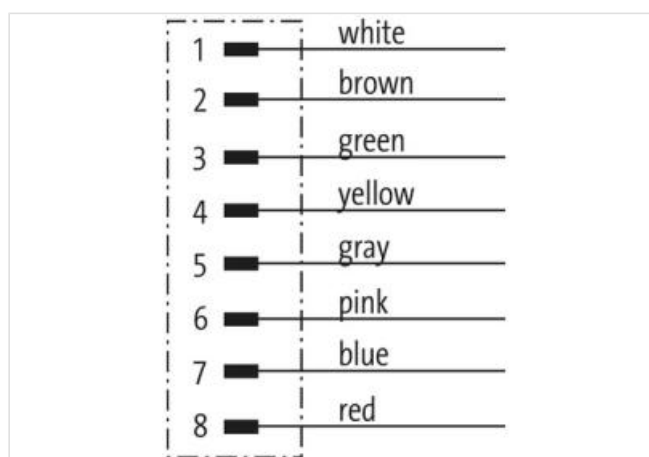 1 white
2 brown
3 green
4 yellow
5 gray
6 pink
7 blue
8 red